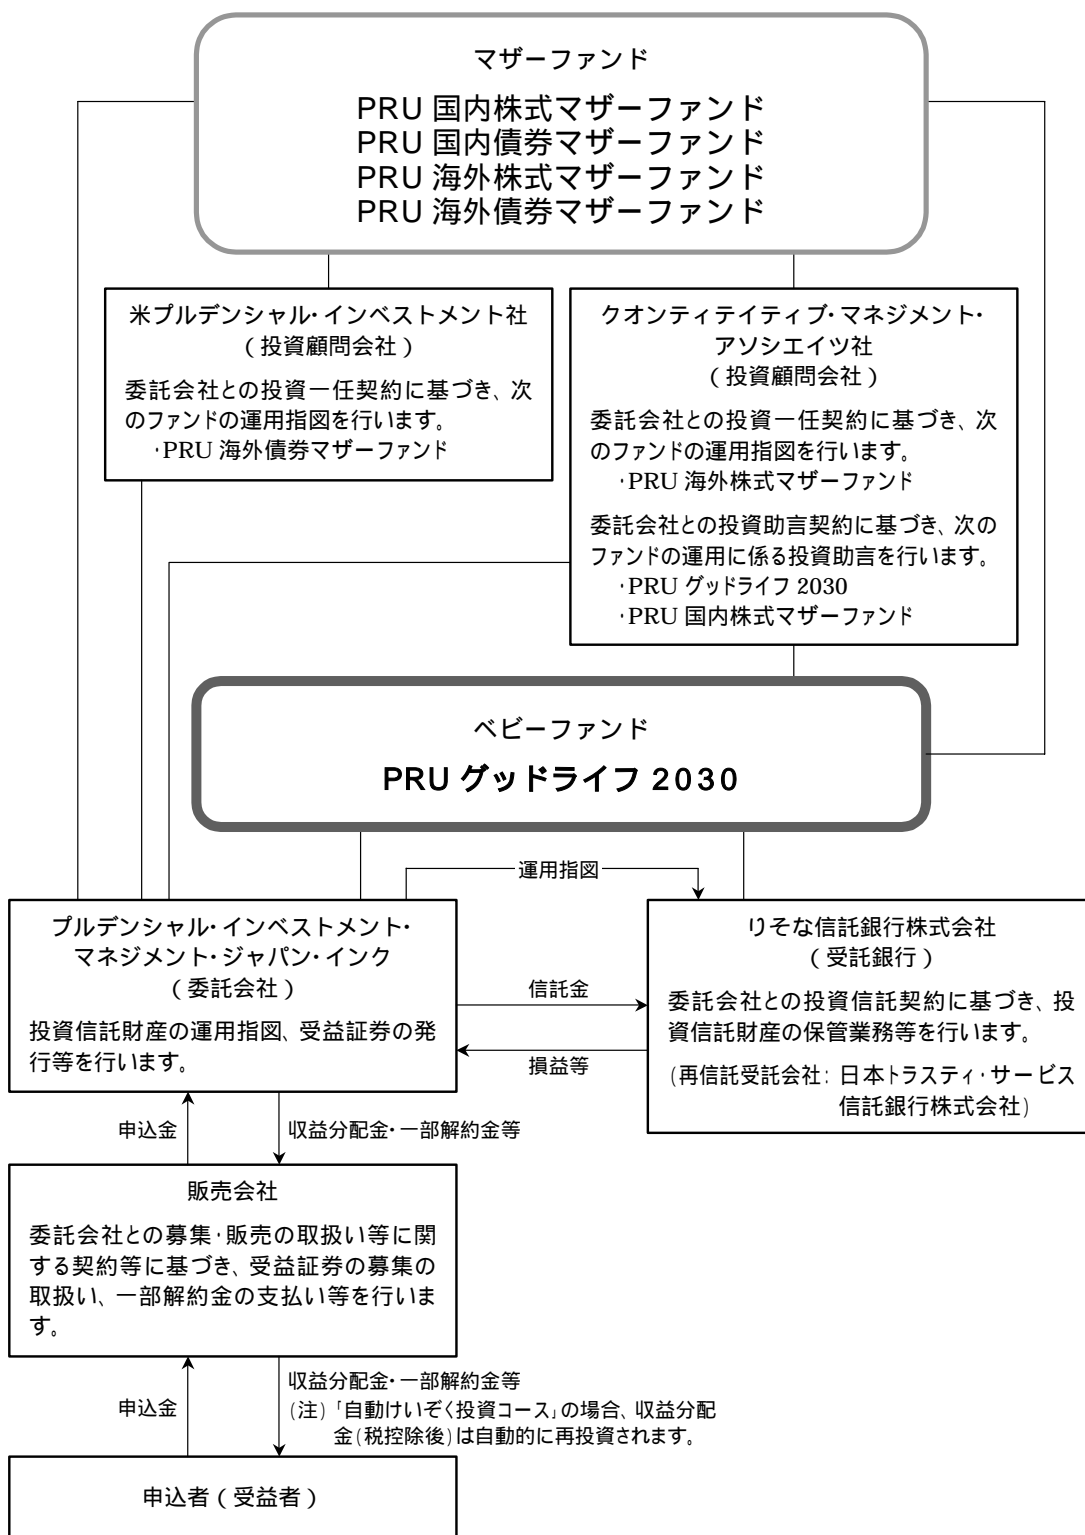 マザーファンド
PRU 国内株式マザーファンド
PRU 国内債券マザーファンド
PRU 海外株式マザーファンド
PRU 海外債券マザーファンド
米プルデンシャル・インベストメント社
(投資顧問会社)
委託会社との投資一任契約に基づき、次
のファンドの運用指図を行います。
・PRU 海外債券マザーファンド
クオンティテイティブ・マネジメント・
アソシエイツ社
(投資顧問会社)
委託会社との投資一任契約に基づき、次
のファンドの運用指図を行います。
・PRU 海外株式マザーファンド
委託会社との投資助言契約に基づき、次の
ファンドの運用に係る投資助言を行います。
・PRU グッドライフ 2030
・PRU 国内株式マザーファンド
ベビーファンド
PRU グッドライフ 2030
運用指図
プルデンシャル・インベストメント・
マネジメント・ジャパン・インク
(委託会社)
投資信託財産の運用指図、受益証券の発
行等を行います。
信託金
損益等
りそな信託銀行株式会社
(受託銀行)
委託会社との投資信託契約に基づき、投
資信託財産の保管業務等を行います。
(再信託受託会社: 日本トラスティ・サービス
信託銀行株式会社)
申込金
収益分配金・一部解約金等
販売会社
委託会社との募集・販売の取扱い等に関
する契約等に基づき、受益証券の募集の
取扱い、一部解約金の支払い等を行いま
す。
申込金
収益分配金・一部解約金等
(注)「自動けいぞく投資コース」の場合、収益分配
金(税控除後)は自動的に再投資されます。
申込者(受益者)